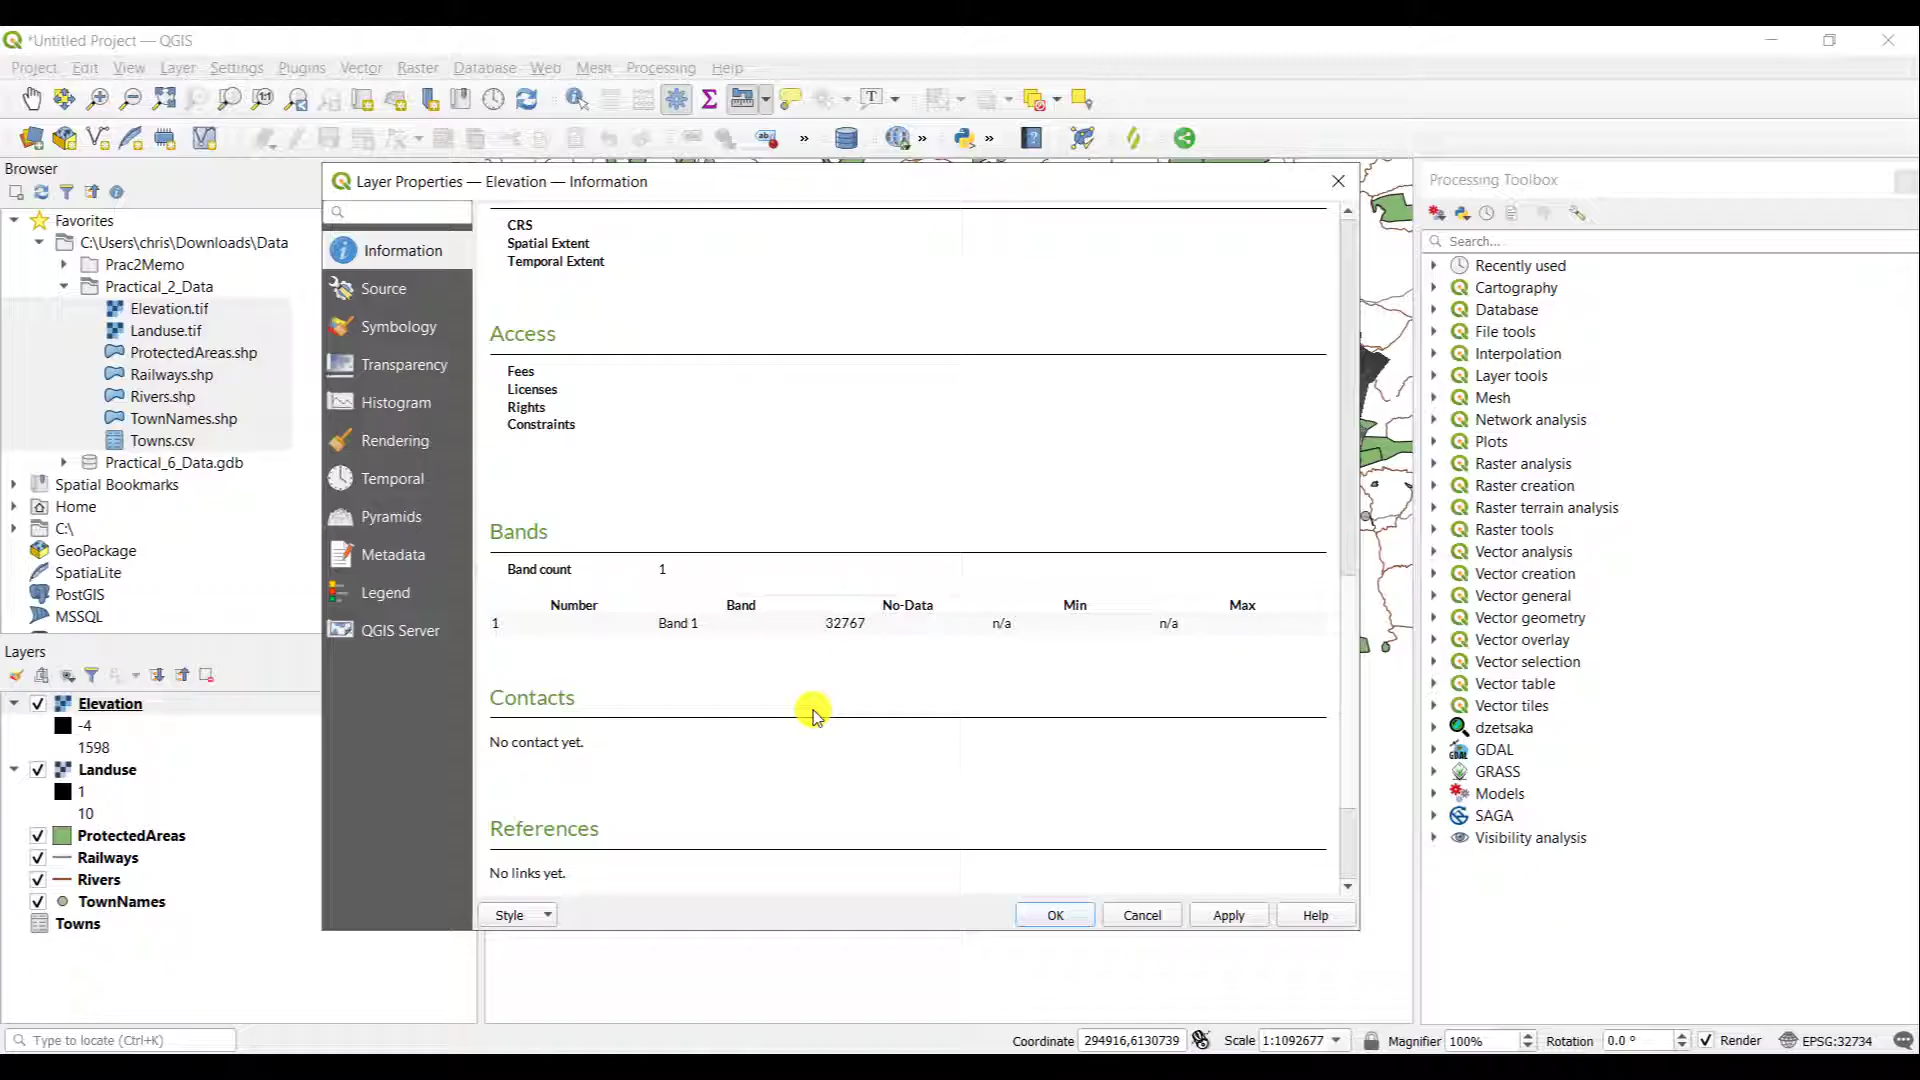 *Untitled Project — QGIS
Project Edit View Layer Settings Plugins Vector Raster Database Web Mesh Processing Help
Browser
Favorites
C:\Users\chris\Downloads\Data
Prac2Memo
Practical_2_Data
Elevation.tif
Landuse.tif
ProtectedAreas.shp
Railways.shp
Rivers.shp
TownNames.shp
Towns.csv
Practical_6_Data.gdb
Spatial Bookmarks
Home
C:\
GeoPackage
SpatiaLite
PostGIS
MSSQL
Layers
Elevation
-4
1598
Landuse
1
10
ProtectedAreas
Railways
Rivers
TownNames
Towns
Layer Properties — Elevation — Information
Information
Source
Symbology
Transparency
Histogram
Rendering
Temporal
Pyramids
Metadata
Legend
QGIS Server
CRS
Spatial Extent
Temporal Extent
Access
Fees
Licenses
Rights
Constraints
Bands
Band count 1
Number Band No-Data Min Max
1 Band 1 32767 n/a n/a
Contacts
No contact yet.
References
No links yet.
Style OK Cancel Apply Help
Processing Toolbox
Search...
Recently used
Cartography
Database
File tools
Interpolation
Layer tools
Mesh
Network analysis
Plots
Raster analysis
Raster creation
Raster terrain analysis
Raster tools
Vector analysis
Vector creation
Vector general
Vector geometry
Vector overlay
Vector selection
Vector table
Vector tiles
dzetsaka
GDAL
GRASS
Models
SAGA
Visibility analysis
Type to locate (Ctrl+K) Coordinate 294916,6130739 Scale 1:1092677 Magnifier 100% Rotation 0.0 ° Render EPSG:32734